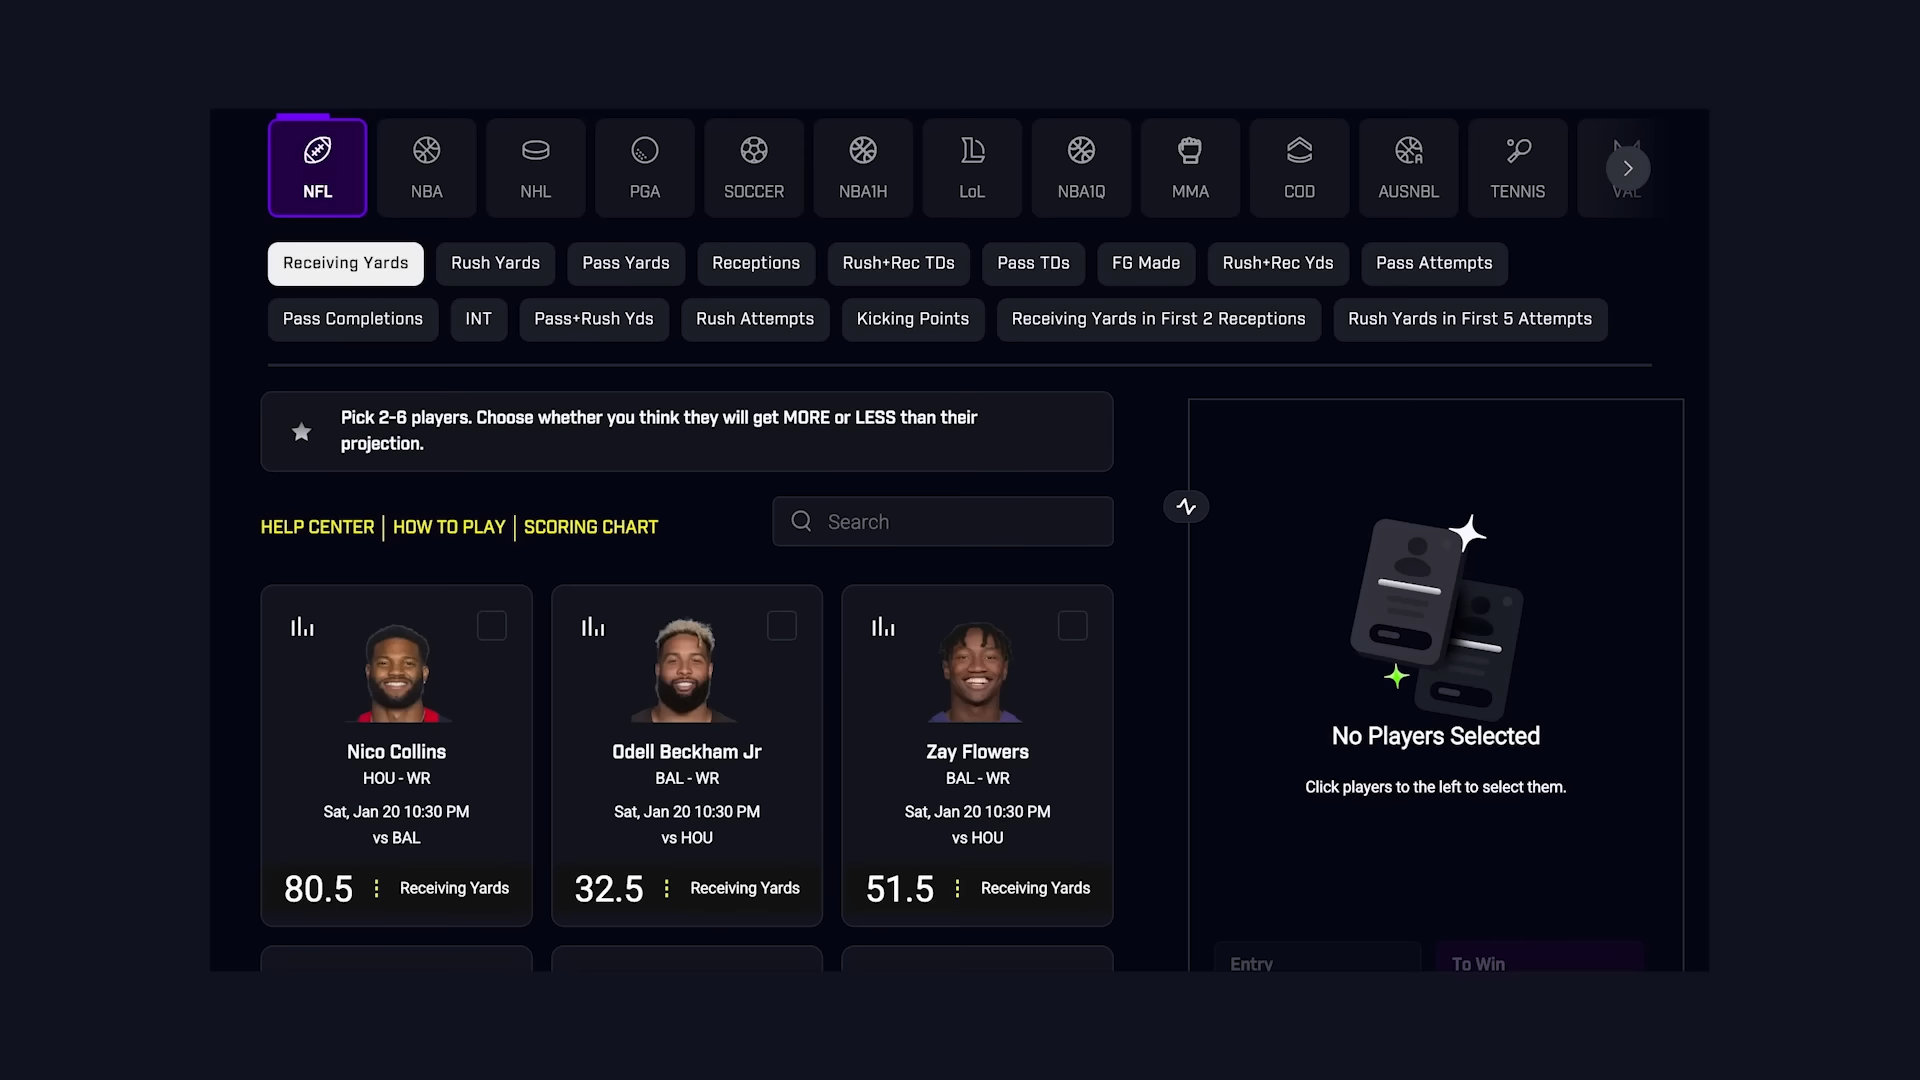 NFL
NBA
NHL
PGA
SOCCER
NBA1H
LoL
NBA1Q
MMA
COD
AUSNBL
TENNIS
VAL
Receiving Yards
Rush Yards
Pass Yards
Receptions
Rush+Rec TDs
Pass TDs
FG Made
Rush+Rec Yds
Pass Attempts
Pass Completions
INT
Pass+Rush Yds
Rush Attempts
Kicking Points
Receiving Yards in First 2 Receptions
Rush Yards in First 5 Attempts
Pick 2-6 players. Choose whether you think they will get MORE or LESS than their
projection.
HELP CENTER
HOW TO PLAY
SCORING CHART
Search
Nico Collins
HOU - WR
Sat, Jan 20 10:30 PM
vs BAL
80.5
Receiving Yards
Odell Beckham Jr
BAL - WR
Sat, Jan 20 10:30 PM
vs HOU
32.5
Receiving Yards
Zay Flowers
BAL - WR
Sat, Jan 20 10:30 PM
vs HOU
51.5
Receiving Yards
No Players Selected
Click players to the left to select them.
Entry
To Win